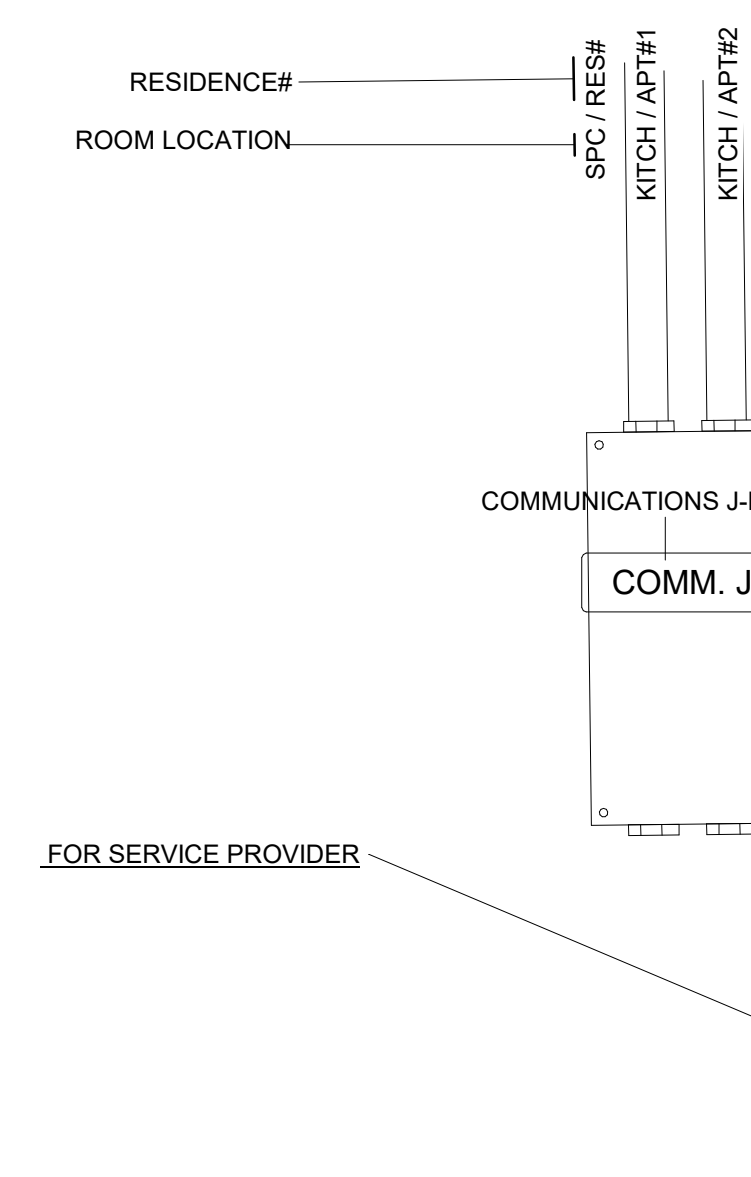 RESIDENCE#
ROOM LOCATION
SPC / RES#
KITCH / APT#1
KITCH / APT#2
COMMUNICATIONS J-
COMM. J
FOR SERVICE PROVIDER